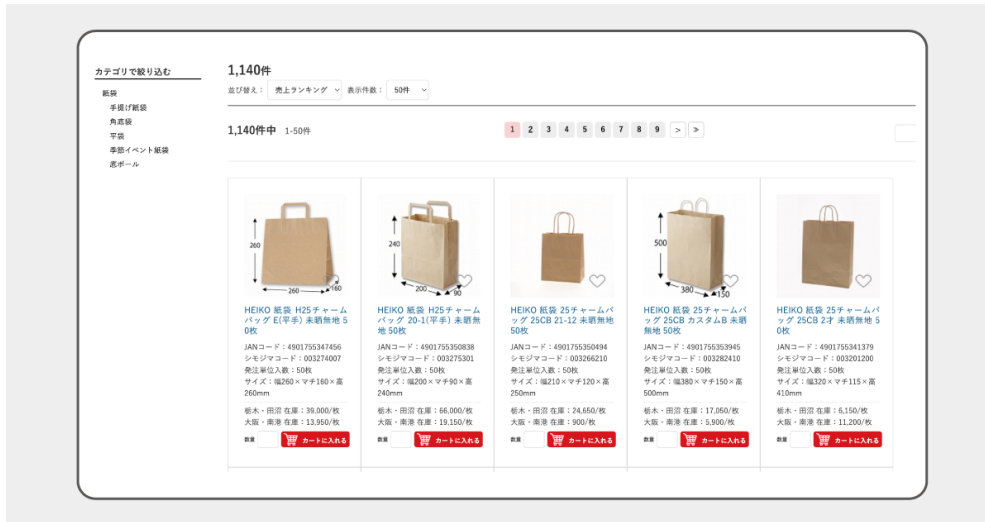 カテゴリで絞り込む
紙袋
手提げ紙袋
角底袋
平袋
季節イベント紙袋
底ボール
1,140件
並び替え： 売上ランキング 表示件数： 50件
1,140件中 1-50件
1 2 3 4 5 6 7 8 9 > ≫
260
260
160
HEIKO 紙袋 H25チャーム
バッグ E(平手) 未晒無地 5
0枚
JANコード：4901755347456
シモジマコード：003274007
発注単位入数：50枚
サイズ：幅260×マチ160×高
260mm
栃木・田沼 在庫：39,000/枚
大阪・南港 在庫：13,950/枚
数量 カートに入れる
240
200
90
HEIKO 紙袋 H25チャーム
バッグ 20-1(平手) 未晒無
地 50枚
JANコード：4901755350838
シモジマコード：003275301
発注単位入数：50枚
サイズ：幅200×マチ90×高
240mm
栃木・田沼 在庫：66,000/枚
大阪・南港 在庫：19,150/枚
数量 カートに入れる
HEIKO 紙袋 25チャームバ
ッグ 25CB 21-12 未晒無地
50枚
JANコード：4901755350494
シモジマコード：003266210
発注単位入数：50枚
サイズ：幅210×マチ120×高
250mm
栃木・田沼 在庫：24,650/枚
大阪・南港 在庫：900/枚
数量 カートに入れる
500
380
150
HEIKO 紙袋 25チャームバ
ッグ 25CB カスタムB 未晒
無地 50枚
JANコード：4901755353945
シモジマコード：003282410
発注単位入数：50枚
サイズ：幅380×マチ150×高
500mm
栃木・田沼 在庫：17,050/枚
大阪・南港 在庫：5,900/枚
数量 カートに入れる
HEIKO 紙袋 25チャームバ
ッグ 25CB 2才 未晒無地 5
0枚
JANコード：4901755341379
シモジマコード：003201200
発注単位入数：50枚
サイズ：幅320×マチ115×高
410mm
栃木・田沼 在庫：6,150/枚
大阪・南港 在庫：11,200/枚
数量 カートに入れる